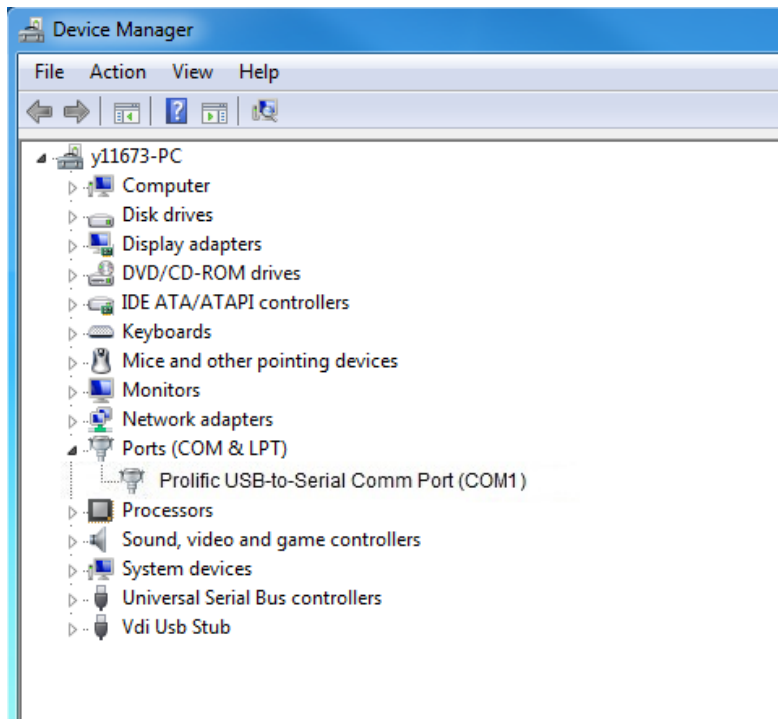 Device Manager
File Action View Help
y11673-PC
Computer
Disk drives
Display adapters
DVD/CD-ROM drives
IDE ATA/ATAPI controllers
Keyboards
Mice and other pointing devices
Monitors
Network adapters
Ports (COM & LPT)
Prolific USB-to-Serial Comm Port (COM1)
Processors
Sound, video and game controllers
System devices
Universal Serial Bus controllers
Vdi Usb Stub